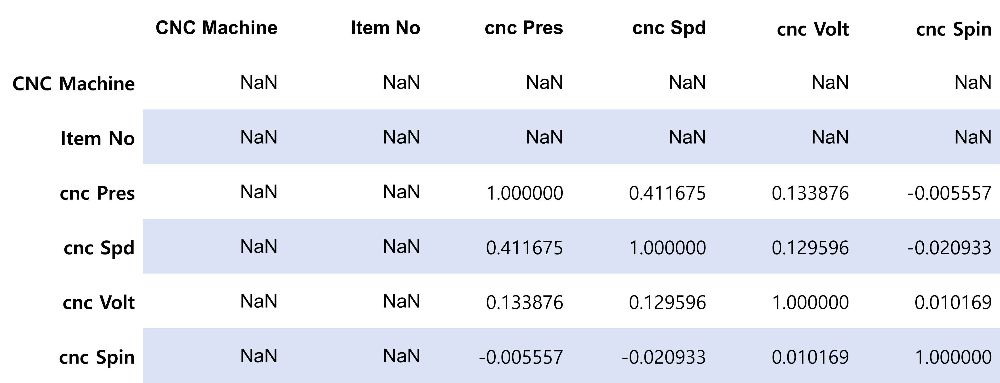 CNC Machine Item No cnc Pres cnc Spd cnc Volt cnc Spin
CNC Machine NaN NaN NaN NaN NaN NaN
Item No NaN NaN NaN NaN NaN NaN
cnc Pres NaN NaN 1.000000 0.411675 0.133876 -0.005557
cnc Spd NaN NaN 0.411675 1.000000 0.129596 -0.020933
cnc Volt NaN NaN 0.133876 0.129596 1.000000 0.010169
cnc Spin NaN NaN -0.005557 -0.020933 0.010169 1.000000